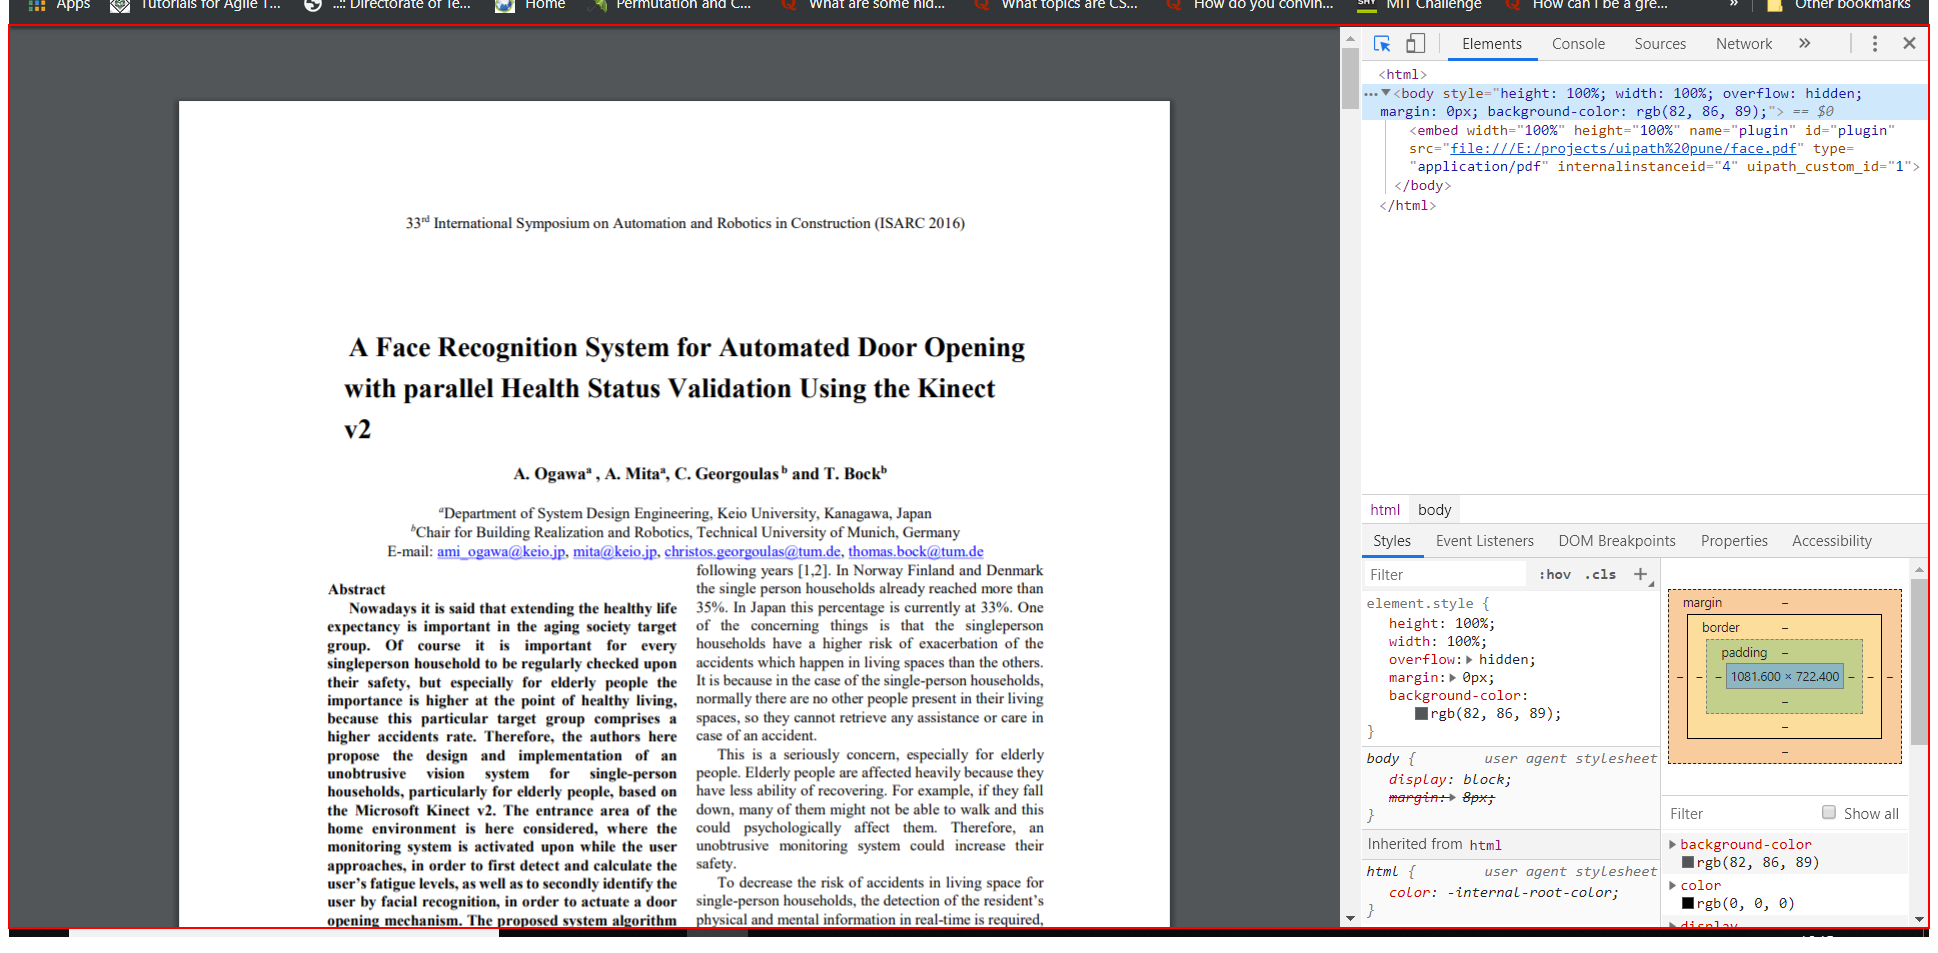 Apps Tutorials for Agile T... ..:: Directorate of Te... Home Permutation and C... What are some hid... What topics are CS... How do you convin... MIT Challenge How can I be a gre... » Other bookmarks
33rd International Symposium on Automation and Robotics in Construction (ISARC 2016)
A Face Recognition System for Automated Door Opening
with parallel Health Status Validation Using the Kinect
v2
A. Ogawaa , A. Mitaa, C. Georgoulas b and T. Bockb
aDepartment of System Design Engineering, Keio University, Kanagawa, Japan
bChair for Building Realization and Robotics, Technical University of Munich, Germany
E-mail: ami_ogawa@keio.jp, mita@keio.jp, christos.georgoulas@tum.de, thomas.bock@tum.de
Abstract
Nowadays it is said that extending the healthy life
expectancy is important in the aging society target
group. Of course it is important for every
singleperson household to be regularly checked upon
their safety, but especially for elderly people the
importance is higher at the point of healthy living,
because this particular target group comprises a
higher accidents rate. Therefore, the authors here
propose the design and implementation of an
unobtrusive vision system for single-person
households, particularly for elderly people, based on
the Microsoft Kinect v2. The entrance area of the
home environment is here considered, where the
monitoring system is activated upon while the user
approaches, in order to first detect and calculate the
user's fatigue levels, as well as to secondly identify the
user by facial recognition, in order to actuate a door
opening mechanism. The proposed system algorithm
following years [1,2]. In Norway Finland and Denmark
the single person households already reached more than
35%. In Japan this percentage is currently at 33%. One
of the concerning things is that the singleperson
households have a higher risk of exacerbation of the
accidents which happen in living spaces than the others.
It is because in the case of the single-person households,
normally there are no other people present in their living
spaces, so they cannot retrieve any assistance or care in
case of an accident.
This is a seriously concern, especially for elderly
people. Elderly people are affected heavily because they
have less ability of recovering. For example, if they fall
down, many of them might not be able to walk and this
could psychologically affect them. Therefore, an
unobtrusive monitoring system could increase their
safety.
To decrease the risk of accidents in living space for
single-person households, the detection of the resident's
physical and mental information in real-time is required,
Elements Console Sources Network »
<html>
<body style="height: 100%; width: 100%; overflow: hidden;
margin: 0px; background-color: rgb(82, 86, 89);"> == $0
<embed width="100%" height="100%" name="plugin" id="plugin"
src="file:///E:/projects/uipath%20pune/face.pdf" type=
"application/pdf" internalinstanceid="4" uipath_custom_id="1">
</body>
</html>
html body
Styles Event Listeners DOM Breakpoints Properties Accessibility
Filter :hov .cls +
element.style {
height: 100%;
width: 100%;
overflow: hidden;
margin: 0px;
background-color:
rgb(82, 86, 89);
}
body { user agent stylesheet
display: block;
margin: 8px;
}
Inherited from html
html { user agent stylesheet
color: -internal-root-color;
}
margin –
border –
padding –
– – – 1081.600 × 722.400 – – –
–
–
–
Filter Show all
background-color
rgb(82, 86, 89)
color
rgb(0, 0, 0)
display